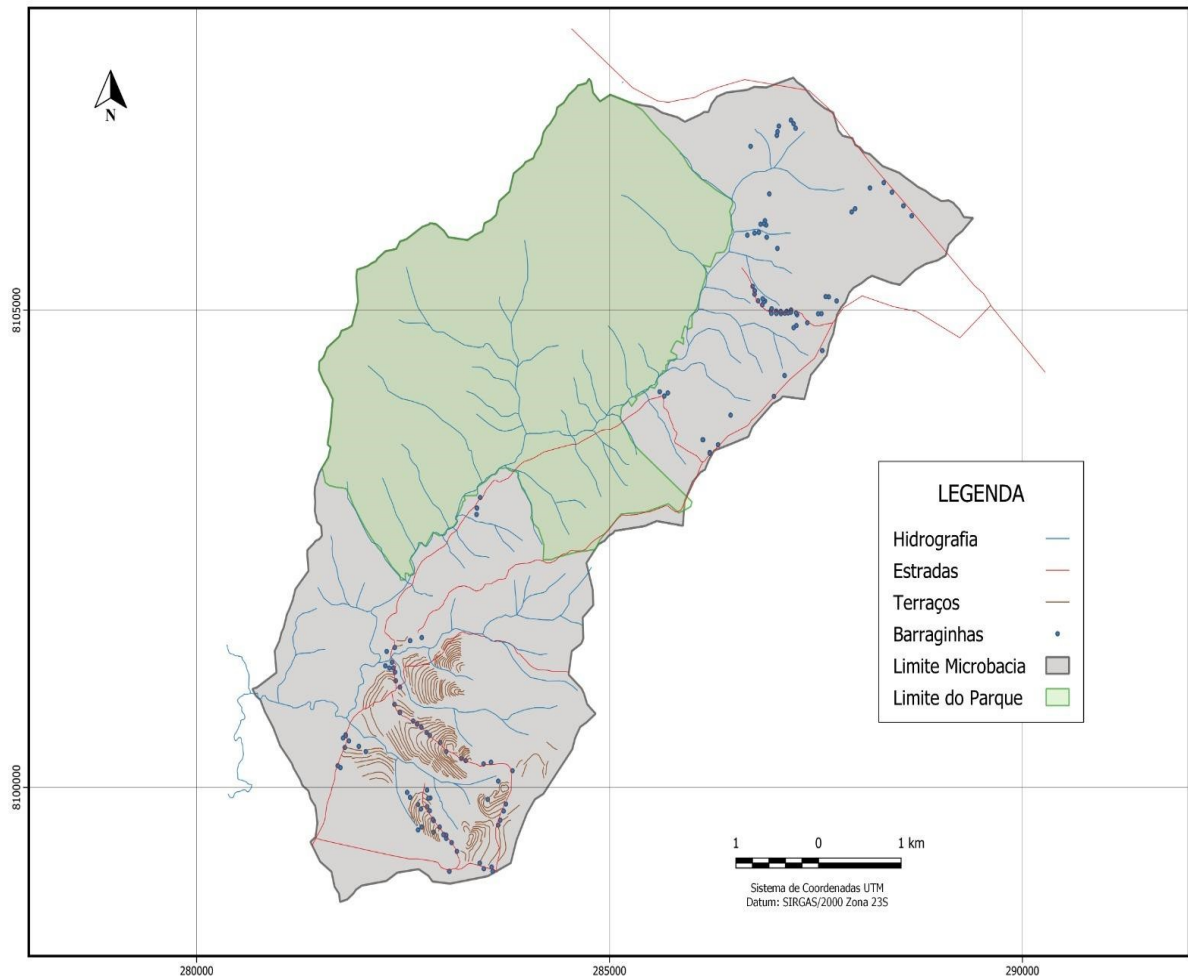 N
8105000
8100000
LEGENDA
Hidrografia
Estradas
Terraços
Barraginhas
Limite Microbacia
Limite do Parque
1 0 1 km
Sistema de Coordenadas UTM
Datum: SIRGAS/2000 Zona 23S
280000 285000 290000